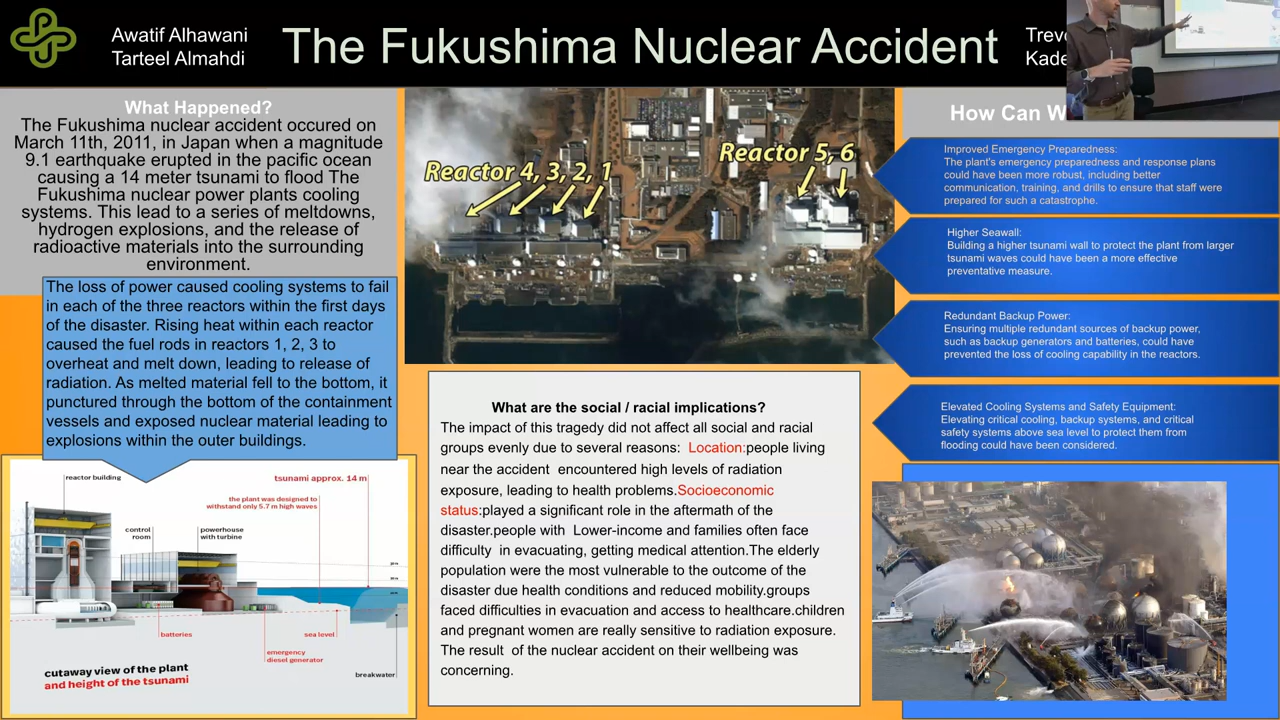 Awatif Alhawani
Tarteel Almahdi
The Fukushima Nuclear Accident
What Happened?
The Fukushima nuclear accident occured on
March 11th, 2011, in Japan when a magnitude
9.1 earthquake erupted in the pacific ocean
causing a 14 meter tsunami to flood The
Fukushima nuclear power plants cooling
systems. This lead to a series of meltdowns,
hydrogen explosions, and the release of
radioactive materials into the surrounding
environment.
The loss of power caused cooling systems to fail
in each of the three reactors within the first days
of the disaster. Rising heat within each reactor
caused the fuel rods in reactors 1, 2, 3 to
overheat and melt down, leading to release of
radiation. As melted material fell to the bottom, it
punctured through the bottom of the containment
vessels and exposed nuclear material leading to
explosions within the outer buildings.
reactor building
tsunami approx. 14 m
the plant was designed to
withstand only 5.7 m high waves
control
room
powerhouse
with turbine
batteries
sea level
emergency
diesel generator
breakwater
cutaway view of the plant
and height of the tsunami
Reactor 4, 3, 2, 1
Reactor 5, 6
What are the social / racial implications?
The impact of this tragedy did not affect all social and racial
groups evenly due to several reasons: Location:people living
near the accident encountered high levels of radiation
exposure, leading to health problems.Socioeconomic
status:played a significant role in the aftermath of the
disaster.people with Lower-income and families often face
difficulty in evacuating, getting medical attention.The elderly
population were the most vulnerable to the outcome of the
disaster due health conditions and reduced mobility.groups
faced difficulties in evacuation and access to healthcare.children
and pregnant women are really sensitive to radiation exposure.
The result of the nuclear accident on their wellbeing was
concerning.
How Can
Improved Emergency Preparedness:
The plant's emergency preparedness and response plans
could have been more robust, including better
communication, training, and drills to ensure that staff were
prepared for such a catastrophe.
Higher Seawall:
Building a higher tsunami wall to protect the plant from larger
tsunami waves could have been a more effective
preventative measure.
Redundant Backup Power:
Ensuring multiple redundant sources of backup power,
such as backup generators and batteries, could have
prevented the loss of cooling capability in the reactors.
Elevated Cooling Systems and Safety Equipment:
Elevating critical cooling, backup systems, and critical
safety systems above sea level to protect them from
flooding could have been considered.